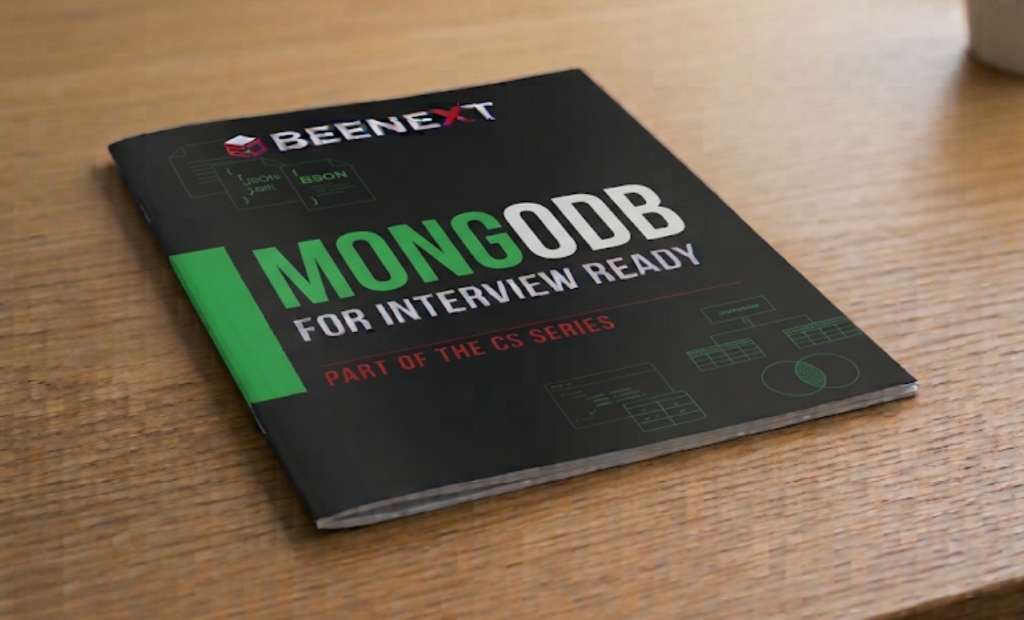 BEENEXT
JSON
BSON
MONGODB
FOR INTERVIEW READY
PART OF THE CS SERIES